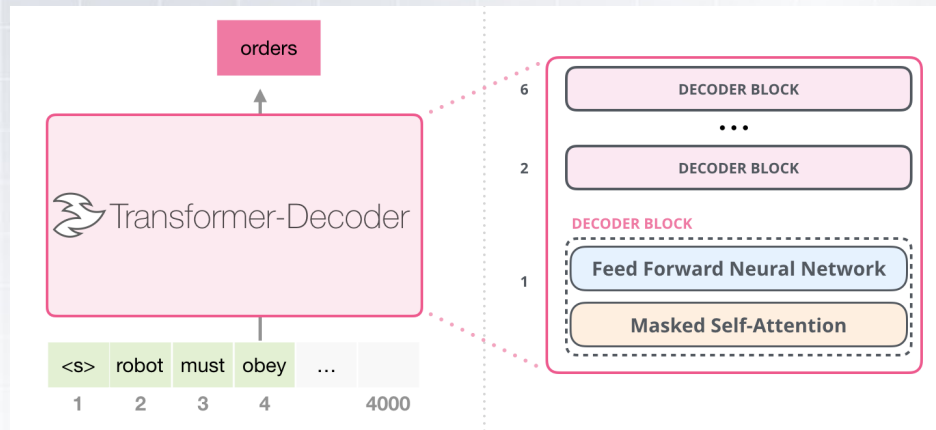 orders
Transformer-Decoder
<s> robot must obey ...
1 2 3 4 4000
6 DECODER BLOCK
...
2 DECODER BLOCK
DECODER BLOCK
1
Feed Forward Neural Network
Masked Self-Attention